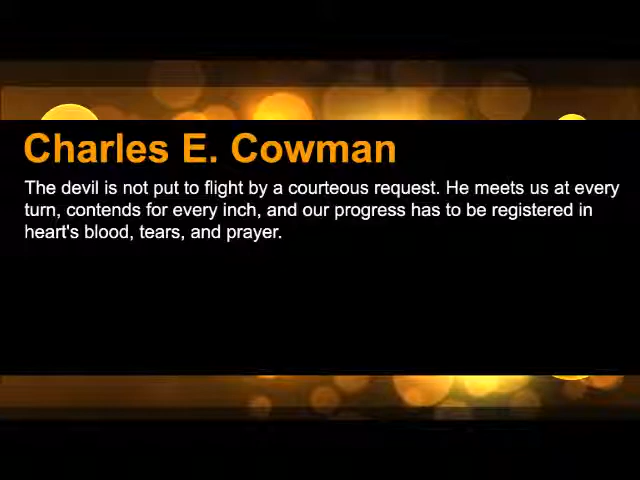 Charles E. Cowman
The devil is not put to flight by a courteous request. He meets us at every
turn, contends for every inch, and our progress has to be registered in
heart's blood, tears, and prayer.